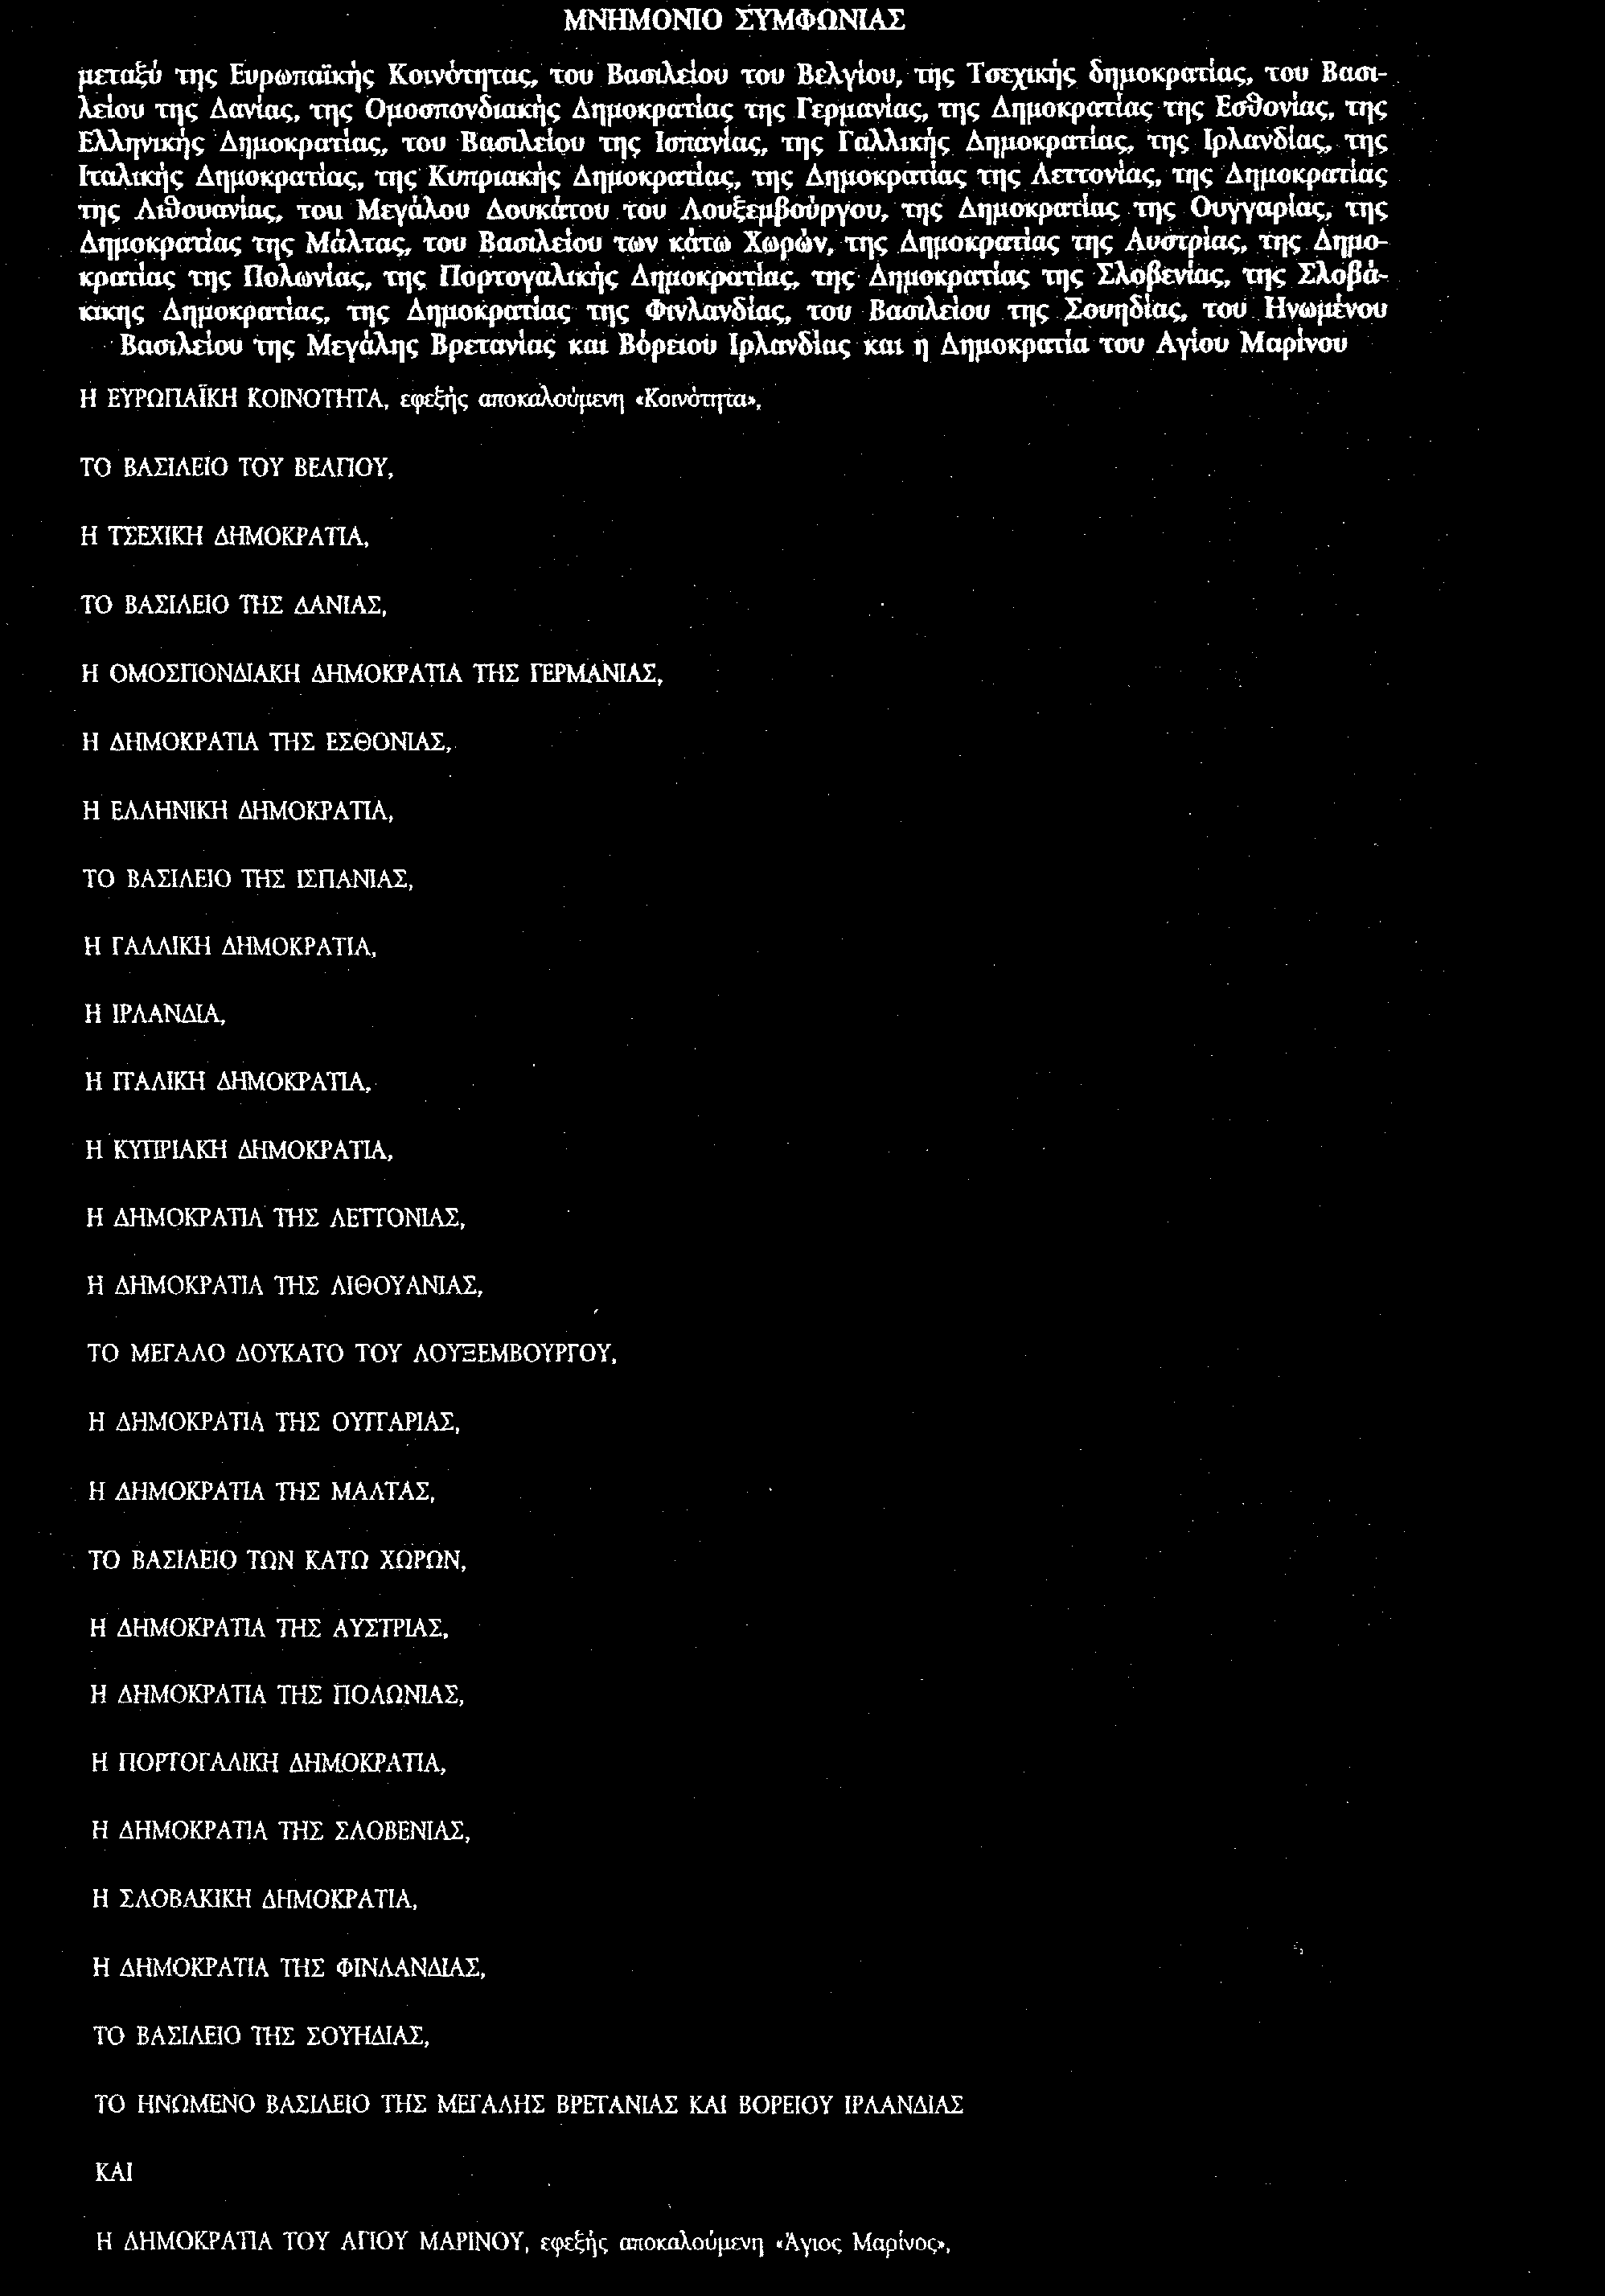 ΜΝΗΜΟΝΙΟ ΣΥΜΦΩΝΙΑΣ
μεταξύ της Ευρωπαϊκής Κοινότητας, του Βασιλείου του Βελγίου, της Τσεχικής δημοκρατίας, του Βασι-
λείου της Δανίας, της Ομοσπονδιακής Δημοκρατίας της Γερμανίας, της Δημοκρατίας της Εσθονίας, της
Ελληνικής Δημοκρατίας, του Βασιλείου της Ισπανίας, της Γαλλικής Δημοκρατίας, της Ιρλανδίας, της
Ιταλικής Δημοκρατίας, της Κυπριακής Δημοκρατίας, της Δημοκρατίας της Λεττονίας, της Δημοκρατίας
της Λιθουανίας, του Μεγάλου Δουκάτου του Λουξεμβούργου, της Δημοκρατίας της Ουγγαρίας, της
Δημοκρατίας της Μάλτας, του Βασιλείου των κάτω Χωρών, της Δημοκρατίας της Αυστρίας, της Δημο-
κρατίας της Πολωνίας, της Πορτογαλικής Δημοκρατίας, της Δημοκρατίας της Σλοβενίας, της Σλοβά-
κικης Δημοκρατίας, της Δημοκρατίας της Φινλανδίας, του Βασιλείου της Σουηδίας, του Ηνωμένου
Βασιλείου της Μεγάλης Βρετανίας και Βόρειου Ιρλανδίας και η Δημοκρατία του Αγίου Μαρίνου
Η ΕΥΡΩΠΑΪΚΗ ΚΟΙΝΟΤΗΤΑ, εφεξής αποκαλούμενη «Κοινότητα»,
ΤΟ ΒΑΣΙΛΕΙΟ ΤΟΥ ΒΕΛΓΙΟΥ,
Η ΤΣΕΧΙΚΗ ΔΗΜΟΚΡΑΤΙΑ,
ΤΟ ΒΑΣΙΛΕΙΟ ΤΗΣ ΔΑΝΙΑΣ,
Η ΟΜΟΣΠΟΝΔΙΑΚΗ ΔΗΜΟΚΡΑΤΙΑ ΤΗΣ ΓΕΡΜΑΝΙΑΣ,
Η ΔΗΜΟΚΡΑΤΙΑ ΤΗΣ ΕΣΘΟΝΙΑΣ,
Η ΕΛΛΗΝΙΚΗ ΔΗΜΟΚΡΑΤΙΑ,
ΤΟ ΒΑΣΙΛΕΙΟ ΤΗΣ ΙΣΠΑΝΙΑΣ,
Η ΓΑΛΛΙΚΗ ΔΗΜΟΚΡΑΤΙΑ,
Η ΙΡΛΑΝΔΙΑ,
Η ΙΤΑΛΙΚΗ ΔΗΜΟΚΡΑΤΙΑ,
Η ΚΥΠΡΙΑΚΗ ΔΗΜΟΚΡΑΤΙΑ,
Η ΔΗΜΟΚΡΑΤΙΑ ΤΗΣ ΛΕΤΤΟΝΙΑΣ,
Η ΔΗΜΟΚΡΑΤΙΑ ΤΗΣ ΛΙΘΟΥΑΝΙΑΣ,
ΤΟ ΜΕΓΑΛΟ ΔΟΥΚΑΤΟ ΤΟΥ ΛΟΥΞΕΜΒΟΥΡΓΟΥ,
Η ΔΗΜΟΚΡΑΤΙΑ ΤΗΣ ΟΥΓΓΑΡΙΑΣ,
Η ΔΗΜΟΚΡΑΤΙΑ ΤΗΣ ΜΑΛΤΑΣ,
ΤΟ ΒΑΣΙΛΕΙΟ ΤΩΝ ΚΑΤΩ ΧΩΡΩΝ,
Η ΔΗΜΟΚΡΑΤΙΑ ΤΗΣ ΑΥΣΤΡΙΑΣ,
Η ΔΗΜΟΚΡΑΤΙΑ ΤΗΣ ΠΟΛΩΝΙΑΣ,
Η ΠΟΡΤΟΓΑΛΙΚΗ ΔΗΜΟΚΡΑΤΙΑ,
Η ΔΗΜΟΚΡΑΤΙΑ ΤΗΣ ΣΛΟΒΕΝΙΑΣ,
Η ΣΛΟΒΑΚΙΚΗ ΔΗΜΟΚΡΑΤΙΑ,
Η ΔΗΜΟΚΡΑΤΙΑ ΤΗΣ ΦΙΝΛΑΝΔΙΑΣ,
ΤΟ ΒΑΣΙΛΕΙΟ ΤΗΣ ΣΟΥΗΔΙΑΣ,
ΤΟ ΗΝΩΜΕΝΟ ΒΑΣΙΛΕΙΟ ΤΗΣ ΜΕΓΑΛΗΣ ΒΡΕΤΑΝΙΑΣ ΚΑΙ ΒΟΡΕΙΟΥ ΙΡΛΑΝΔΙΑΣ
ΚΑΙ
Η ΔΗΜΟΚΡΑΤΙΑ ΤΟΥ ΑΓΙΟΥ ΜΑΡΙΝΟΥ, εφεξής αποκαλούμενη «Άγιος Μαρίνος»,